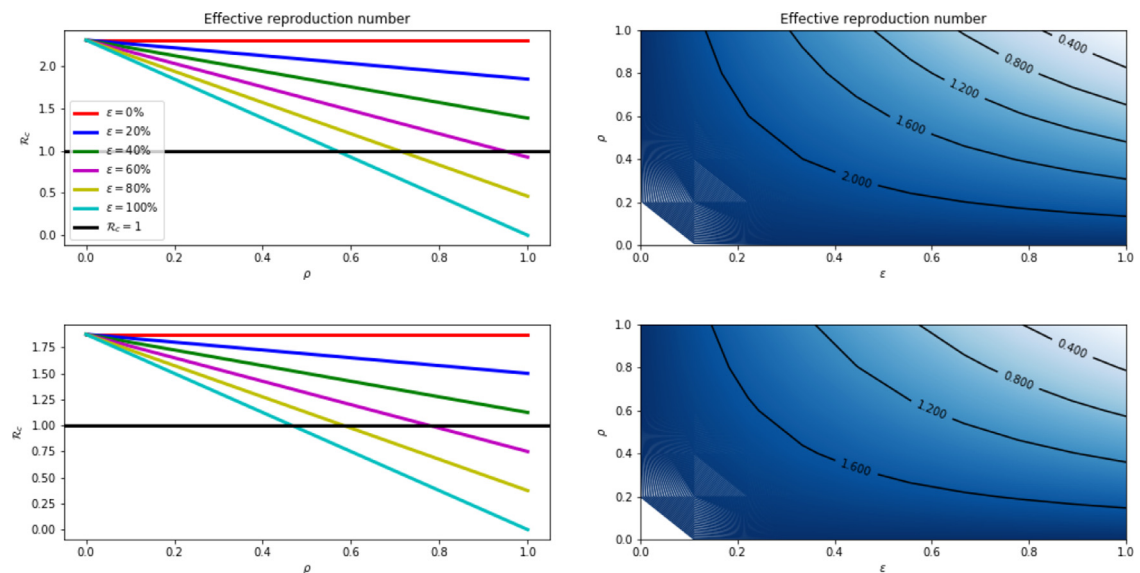 Effective reproduction number
2.0
1.5
1.0
0.5
0.0
ℛc
ε = 0%
ε = 20%
ε = 40%
ε = 60%
ε = 80%
ε = 100%
ℛc = 1
0.0 0.2 0.4 0.6 0.8 1.0
ρ
Effective reproduction number
1.0
0.8
0.6
0.4
0.2
0.0
ρ
0.400
0.800
1.200
1.600
2.000
0.0 0.2 0.4 0.6 0.8 1.0
ε
1.75
1.50
1.25
1.00
0.75
0.50
0.25
0.00
ℛc
0.0 0.2 0.4 0.6 0.8 1.0
ρ
1.0
0.8
0.6
0.4
0.2
0.0
ρ
0.400
0.800
1.200
1.600
0.0 0.2 0.4 0.6 0.8 1.0
ε